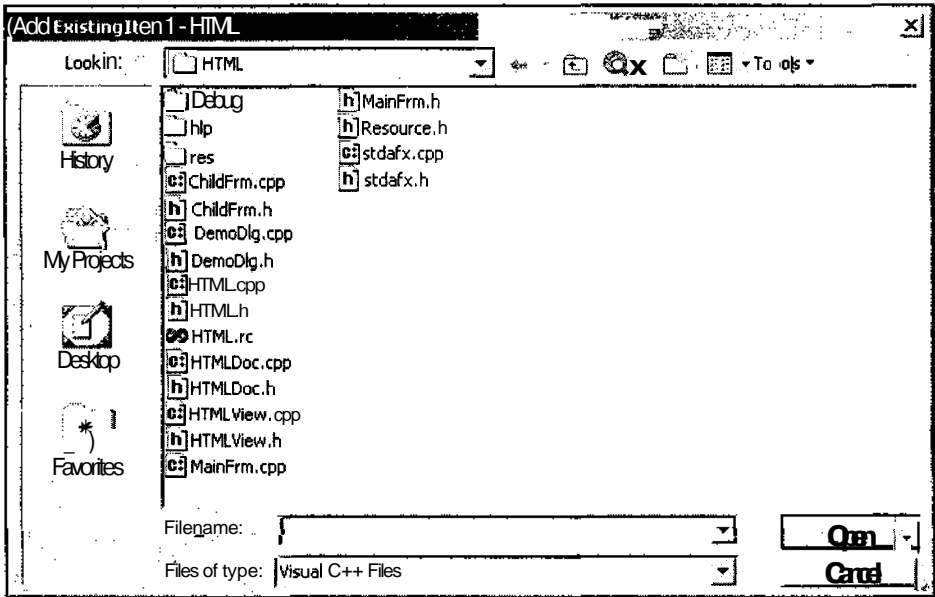 (Add Existing Iten 1 - HTML
Look in: HTML
Tools
History
My Projects
Desktop
Favorites
Debug
hlp
res
ChildFrm.cpp
ChildFrm.h
DemoDlg.cpp
DemoDlg.h
HTML.cpp
HTML.h
HTML.rc
HTMLDoc.cpp
HTMLDoc.h
HTMLView.cpp
HTMLView.h
MainFrm.cpp
MainFrm.h
Resource.h
stdafx.cpp
stdafx.h
File name:
Open
Files of type: Visual C++ Files
Cancel